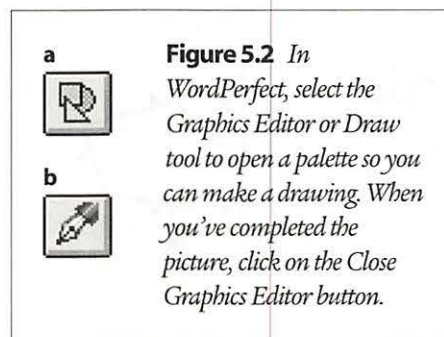 a
b
Figure 5.2 In
WordPerfect, select the
Graphics Editor or Draw
tool to open a palette so you
can make a drawing. When
you've completed the
picture, click on the Close
Graphics Editor button.